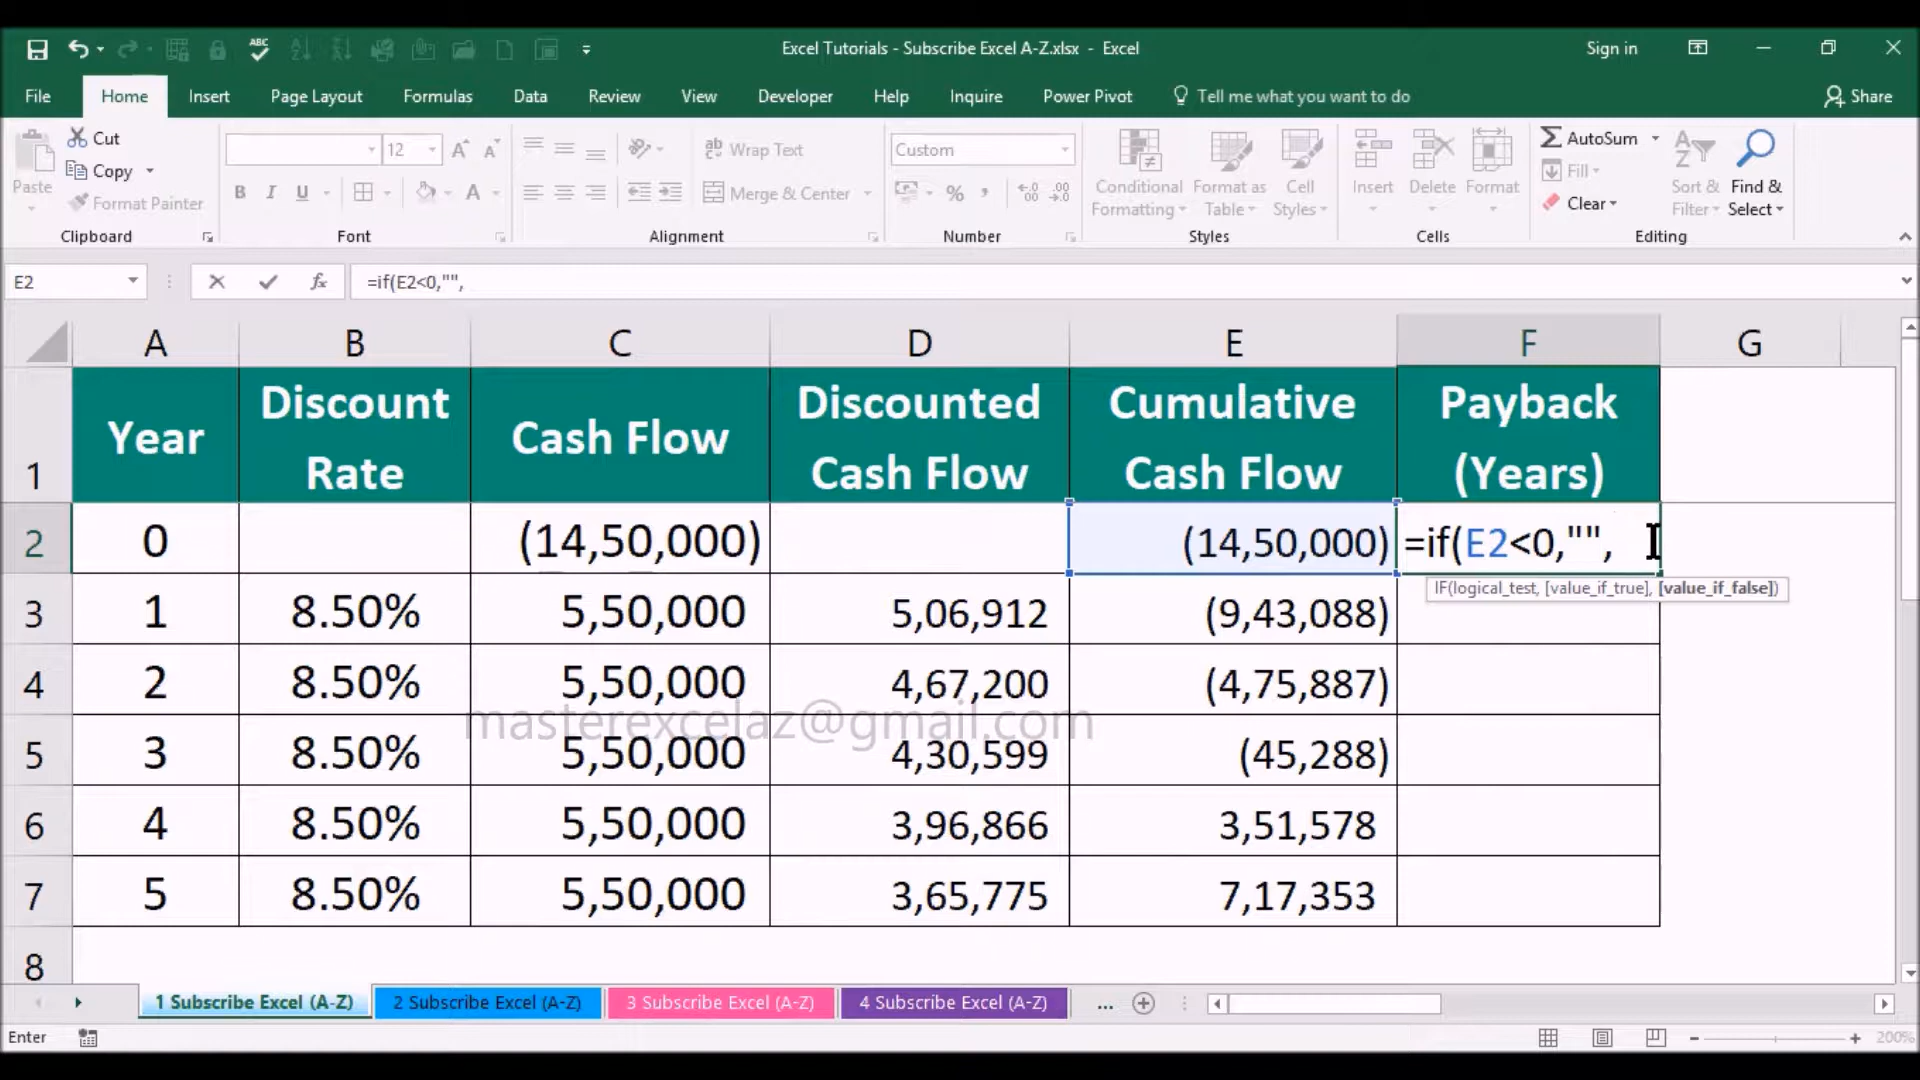 Excel Tutorials - Subscribe Excel A-Z.xlsx - Excel
Sign in
File Home Insert Page Layout Formulas Data Review View Developer Help Inquire Power Pivot Tell me what you want to do Share
Paste
Cut
Copy
Format Painter
Clipboard
12
B I U
A
Font
ab Wrap Text
Merge & Center
Alignment
Custom
%
Number
Conditional Formatting
Format as Table
Cell Styles
Styles
Insert Delete Format
Cells
AutoSum
Fill
Clear
Sort & Filter
Find & Select
Editing
E2 fx =if(E2<0,"",
A B C D E F G
1 Year Discount Rate Cash Flow Discounted Cash Flow Cumulative Cash Flow Payback (Years)
2 0 (14,50,000) (14,50,000) =if(E2<0,"",
IF(logical_test, [value_if_true], [value_if_false])
3 1 8.50% 5,50,000 5,06,912 (9,43,088)
4 2 8.50% 5,50,000 4,67,200 (4,75,887)
masterexcelaz@gmail.com
5 3 8.50% 5,50,000 4,30,599 (45,288)
6 4 8.50% 5,50,000 3,96,866 3,51,578
7 5 8.50% 5,50,000 3,65,775 7,17,353
8
1 Subscribe Excel (A-Z) 2 Subscribe Excel (A-Z) 3 Subscribe Excel (A-Z) 4 Subscribe Excel (A-Z) ...
Enter
200%